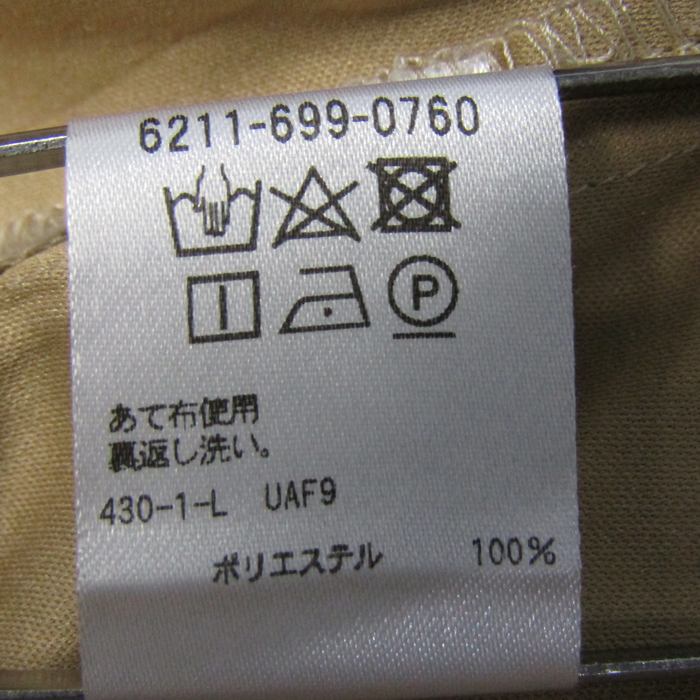 6211-699-0760
P
あて布使用
裏返し洗い。
430-1-L UAF9
ポリエステル 100%